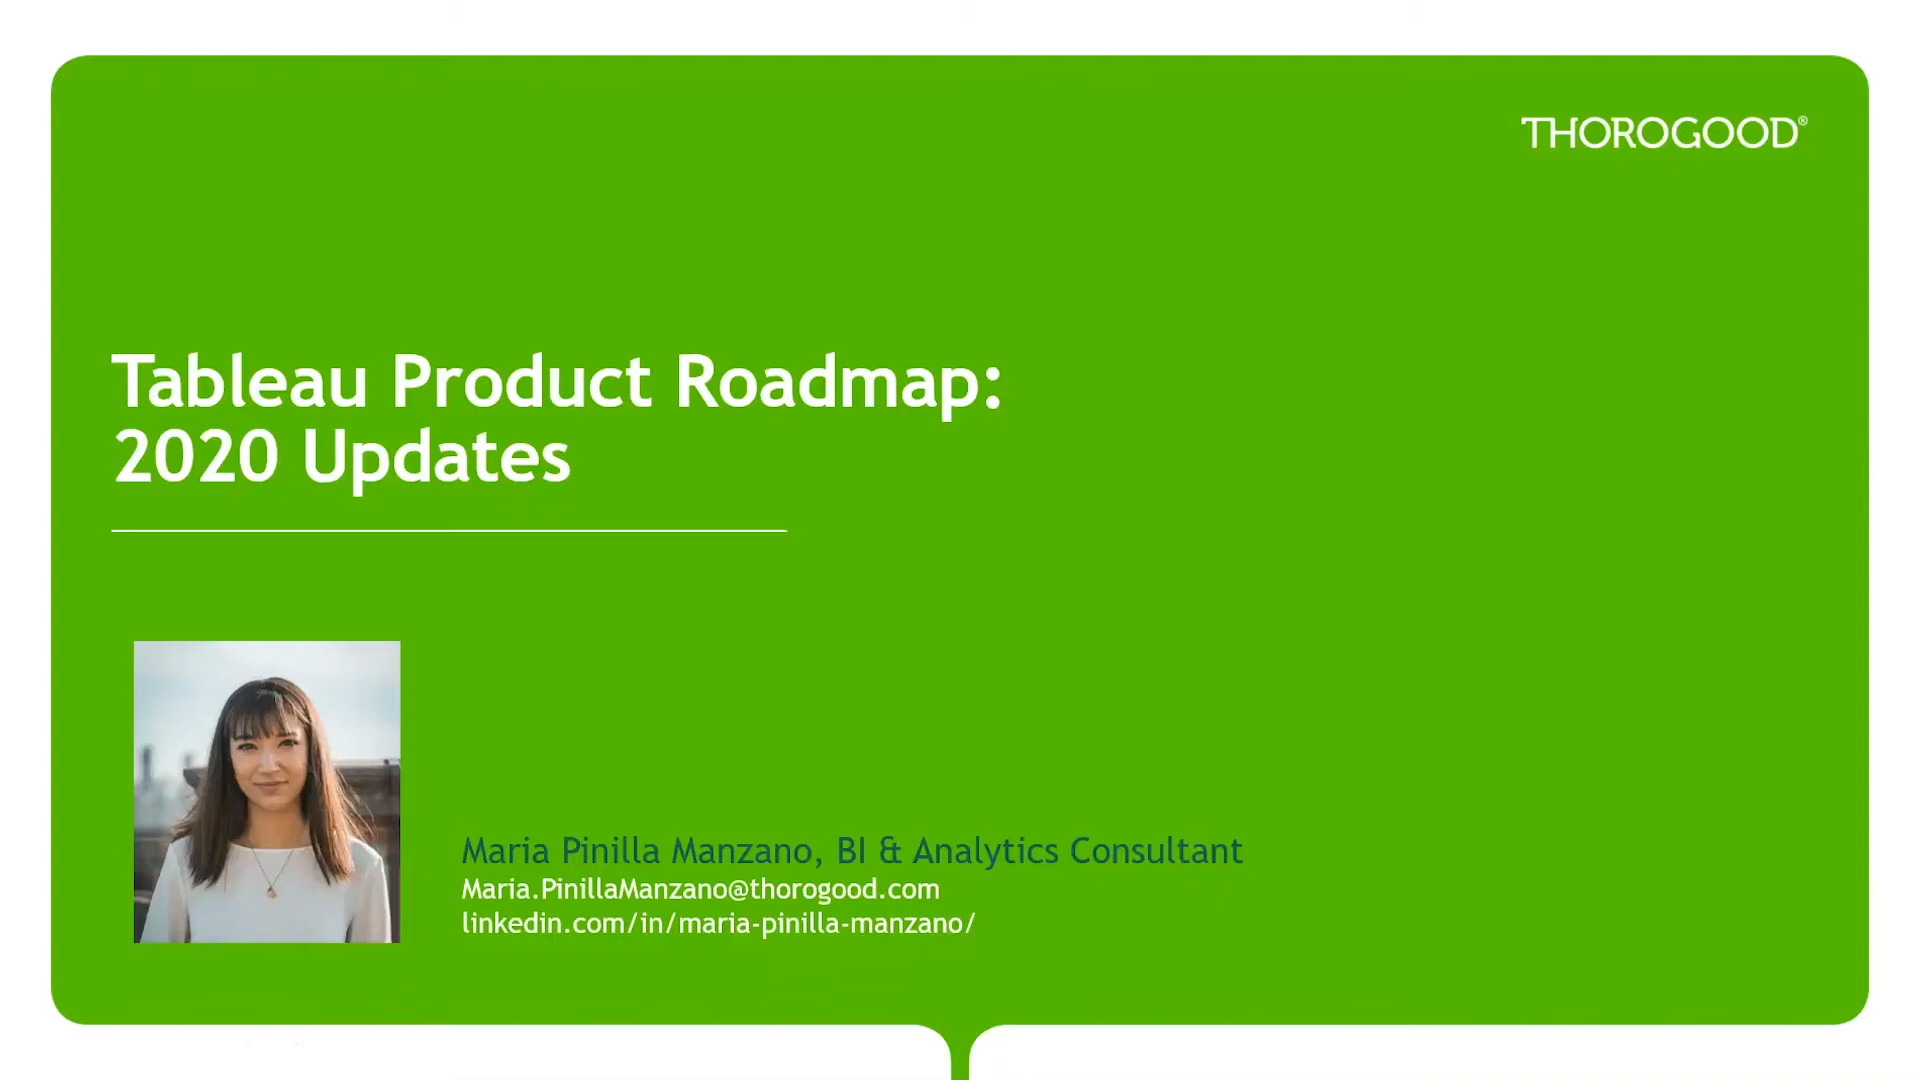 THOROGOOD®
Tableau Product Roadmap:
2020 Updates
Maria Pinilla Manzano, BI & Analytics Consultant
Maria.PinillaManzano@thorogood.com
linkedin.com/in/maria-pinilla-manzano/